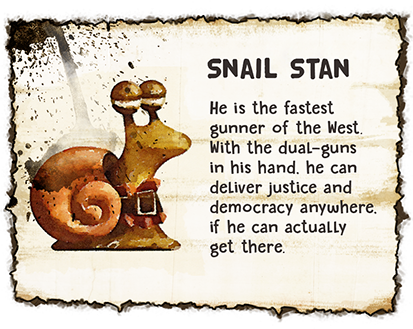 SNAIL STAN
He is the fastest
gunner of the West.
With the dual-guns
in his hand, he can
deliver justice and
democracy anywhere,
if he can actually
get there.